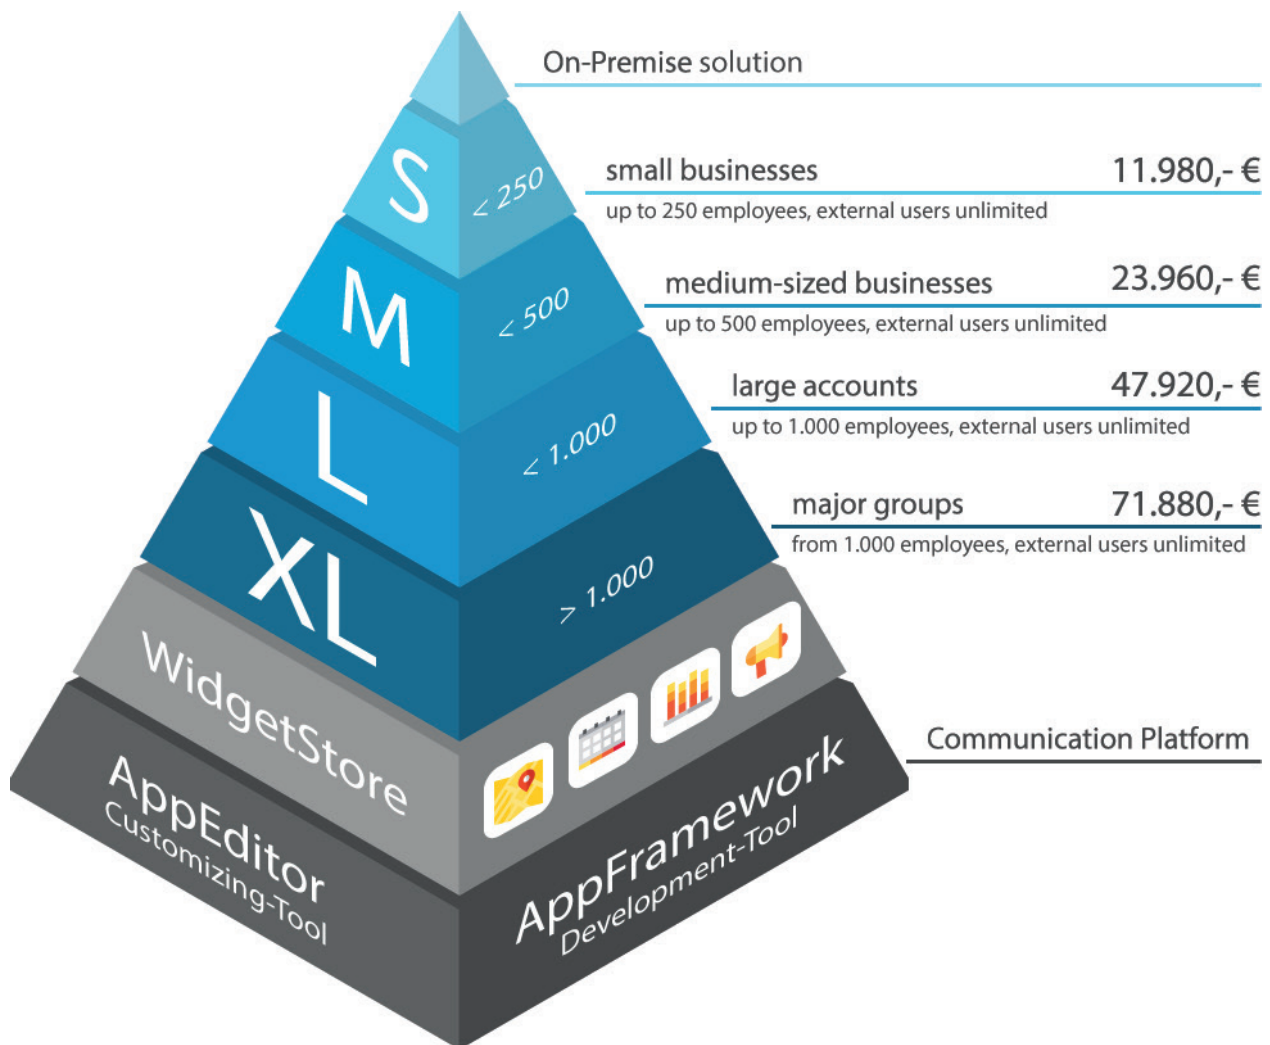 On-Premise solution
S
< 250
small businesses 11.980,- €
up to 250 employees, external users unlimited
M
< 500
medium-sized businesses 23.960,- €
up to 500 employees, external users unlimited
L
< 1.000
large accounts 47.920,- €
up to 1.000 employees, external users unlimited
XL
> 1.000
major groups 71.880,- €
from 1.000 employees, external users unlimited
WidgetStore
AppEditor
Customizing-Tool
AppFramework
Development-Tool
Communication Platform